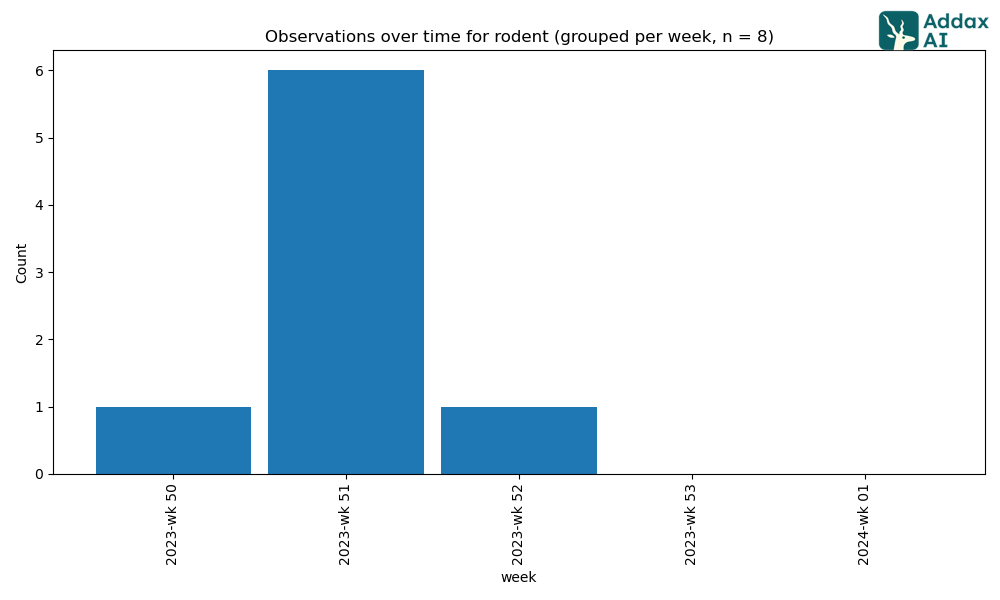 Addax
AI
Observations over time for rodent (grouped per week, n = 8)
6
5
4
3
2
1
0
Count
2023-wk 50
2023-wk 51
2023-wk 52
2023-wk 53
2024-wk 01
week